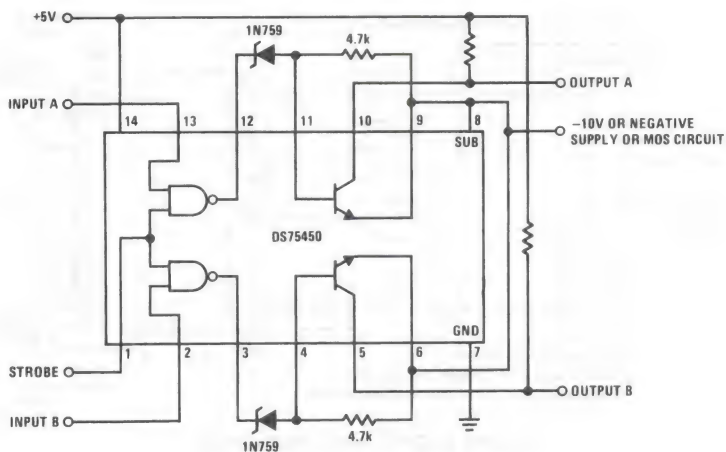 +5V
1N759
4.7k
OUTPUT A
INPUT A
14
13
12
11
10
9
8
SUB
–10V OR NEGATIVE
SUPPLY OR MOS CIRCUIT
DS75450
GND
1
2
3
4
5
6
7
STROBE
OUTPUT B
INPUT B
1N759
4.7k